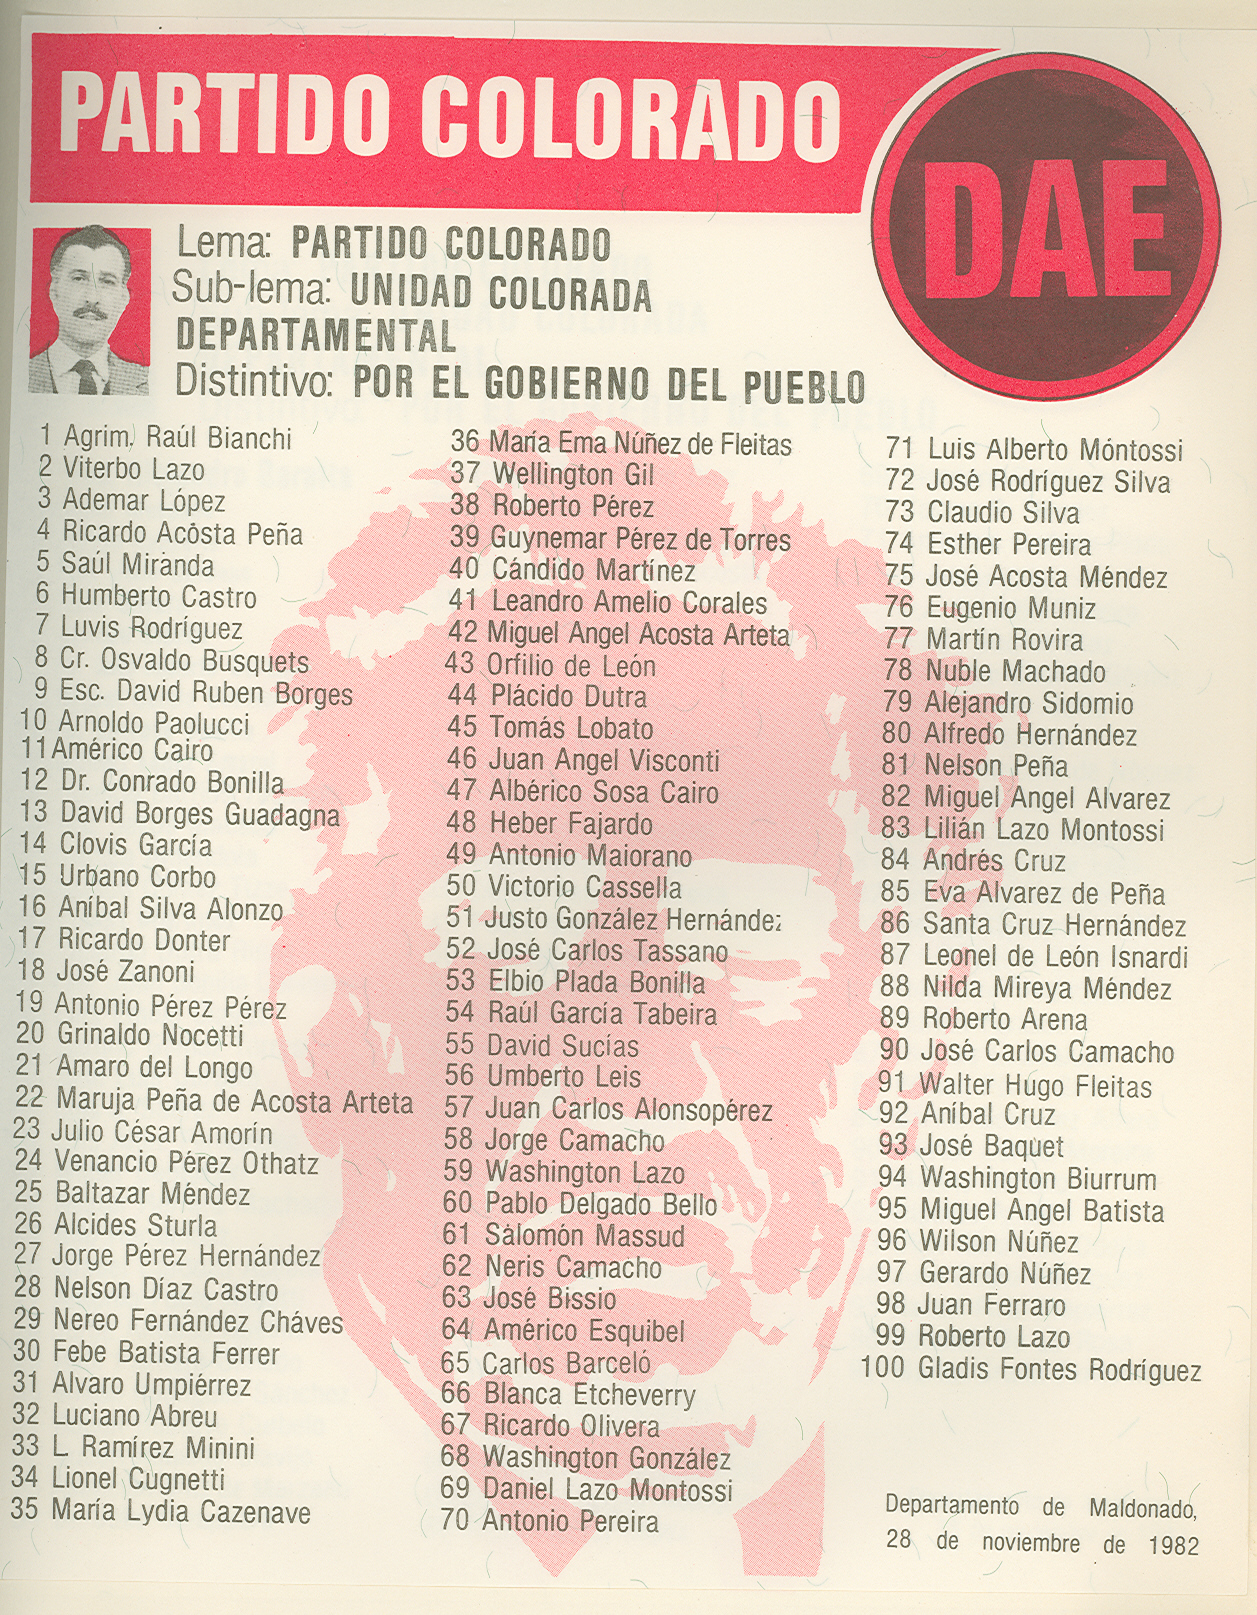 PARTIDO COLORADO
DAE
Lema: PARTIDO COLORADO
Sub-lema: UNIDAD COLORADA
DEPARTAMENTAL
Distintivo: POR EL GOBIERNO DEL PUEBLO
1 Agrim. Raúl Bianchi
2 Viterbo Lazo
3 Ademar López
4 Ricardo Acosta Peña
5 Saúl Miranda
6 Humberto Castro
7 Luvis Rodríguez
8 Cr. Osvaldo Busquets
9 Esc. David Ruben Borges
10 Arnoldo Paolucci
11 Américo Cairo
12 Dr. Conrado Bonilla
13 David Borges Guadagna
14 Clovis García
15 Urbano Corbo
16 Aníbal Silva Alonzo
17 Ricardo Donter
18 José Zanoni
19 Antonio Pérez Pérez
20 Grinaldo Nocetti
21 Amaro del Longo
22 Maruja Peña de Acosta Arteta
23 Julio César Amorín
24 Venancio Pérez Othatz
25 Baltazar Méndez
26 Alcides Sturla
27 Jorge Pérez Hernández
28 Nelson Díaz Castro
29 Nereo Fernández Cháves
30 Febe Batista Ferrer
31 Alvaro Umpiérrez
32 Luciano Abreu
33 L. Ramírez Minini
34 Lionel Cugnetti
35 María Lydia Cazenave
36 María Ema Núñez de Fleitas
37 Wellington Gil
38 Roberto Pérez
39 Guynemar Pérez de Torres
40 Cándido Martínez
41 Leandro Amelio Corales
42 Miguel Angel Acosta Arteta
43 Orfilio de León
44 Plácido Dutra
45 Tomás Lobato
46 Juan Angel Visconti
47 Albérico Sosa Cairo
48 Heber Fajardo
49 Antonio Maiorano
50 Victorio Cassella
51 Justo González Hernández
52 José Carlos Tassano
53 Elbio Plada Bonilla
54 Raúl García Tabeira
55 David Sucías
56 Umberto Leis
57 Juan Carlos Alonsopérez
58 Jorge Camacho
59 Washington Lazo
60 Pablo Delgado Bello
61 Salomón Massud
62 Neris Camacho
63 José Bissio
64 Américo Esquibel
65 Carlos Barceló
66 Blanca Etcheverry
67 Ricardo Olivera
68 Washington González
69 Daniel Lazo Montossi
70 Antonio Pereira
71 Luis Alberto Móntossi
72 José Rodríguez Silva
73 Claudio Silva
74 Esther Pereira
75 José Acosta Méndez
76 Eugenio Muniz
77 Martín Rovira
78 Nuble Machado
79 Alejandro Sidomio
80 Alfredo Hernández
81 Nelson Peña
82 Miguel Angel Alvarez
83 Lilián Lazo Montossi
84 Andrés Cruz
85 Eva Alvarez de Peña
86 Santa Cruz Hernández
87 Leonel de León Isnardi
88 Nilda Mireya Méndez
89 Roberto Arena
90 José Carlos Camacho
91 Walter Hugo Fleitas
92 Aníbal Cruz
93 José Baquet
94 Washington Biurrum
95 Miguel Angel Batista
96 Wilson Núñez
97 Gerardo Núñez
98 Juan Ferraro
99 Roberto Lazo
100 Gladis Fontes Rodríguez
Departamento de Maldonado,
28 de noviembre de 1982